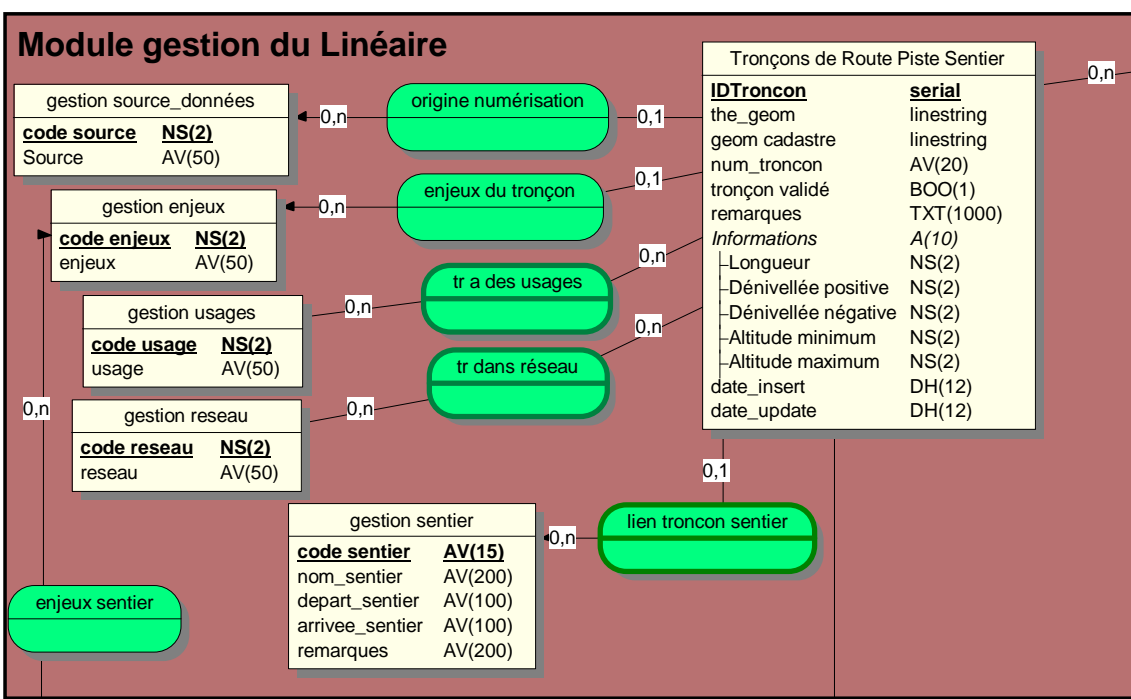 Module gestion du Linéaire
gestion source_données
code source NS(2)
Source AV(50)
0,n
origine numérisation
0,1
Tronçons de Route Piste Sentier
IDTroncon serial
the_geom linestring
geom cadastre linestring
num_troncon AV(20)
tronçon validé BOO(1)
remarques TXT(1000)
Informations A(10)
Longueur NS(2)
Dénivellée positive NS(2)
Dénivellée négative NS(2)
Altitude minimum NS(2)
Altitude maximum NS(2)
date_insert DH(12)
date_update DH(12)
0,n
gestion enjeux
code enjeux NS(2)
enjeux AV(50)
0,n
enjeux du tronçon
0,1
gestion usages
code usage NS(2)
usage AV(50)
0,n
tr a des usages
0,n
gestion reseau
code reseau NS(2)
reseau AV(50)
0,n
tr dans réseau
0,n
0,n
enjeux sentier
gestion sentier
code sentier AV(15)
nom_sentier AV(200)
depart_sentier AV(100)
arrivee_sentier AV(100)
remarques AV(200)
0,n
lien troncon sentier
0,1